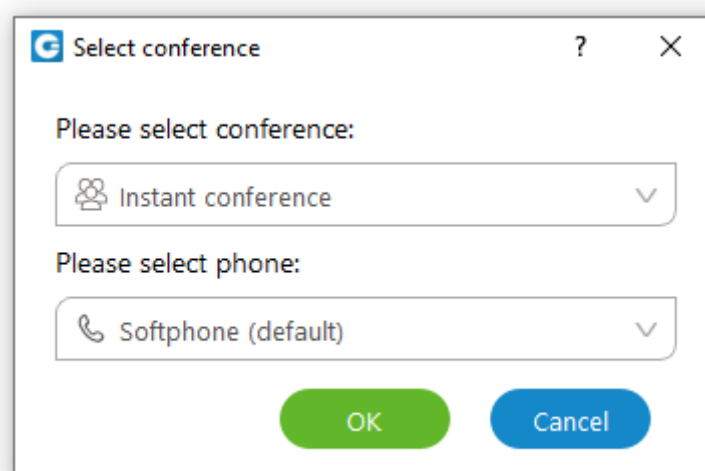 Select conference ?
Please select conference:
Instant conference
Please select phone:
Softphone (default)
OK Cancel